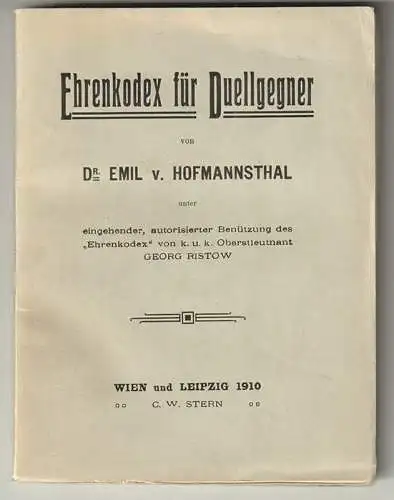 Ehrenkodex für Duellgegner
von
DR. EMIL v. HOFMANNSTHAL
unter
eingehender, autorisierter Benützung des
„Ehrenkodex“ von k. u. k. Oberstleutnant
GEORG RISTOW
WIEN und LEIPZIG 1910
C. W. STERN